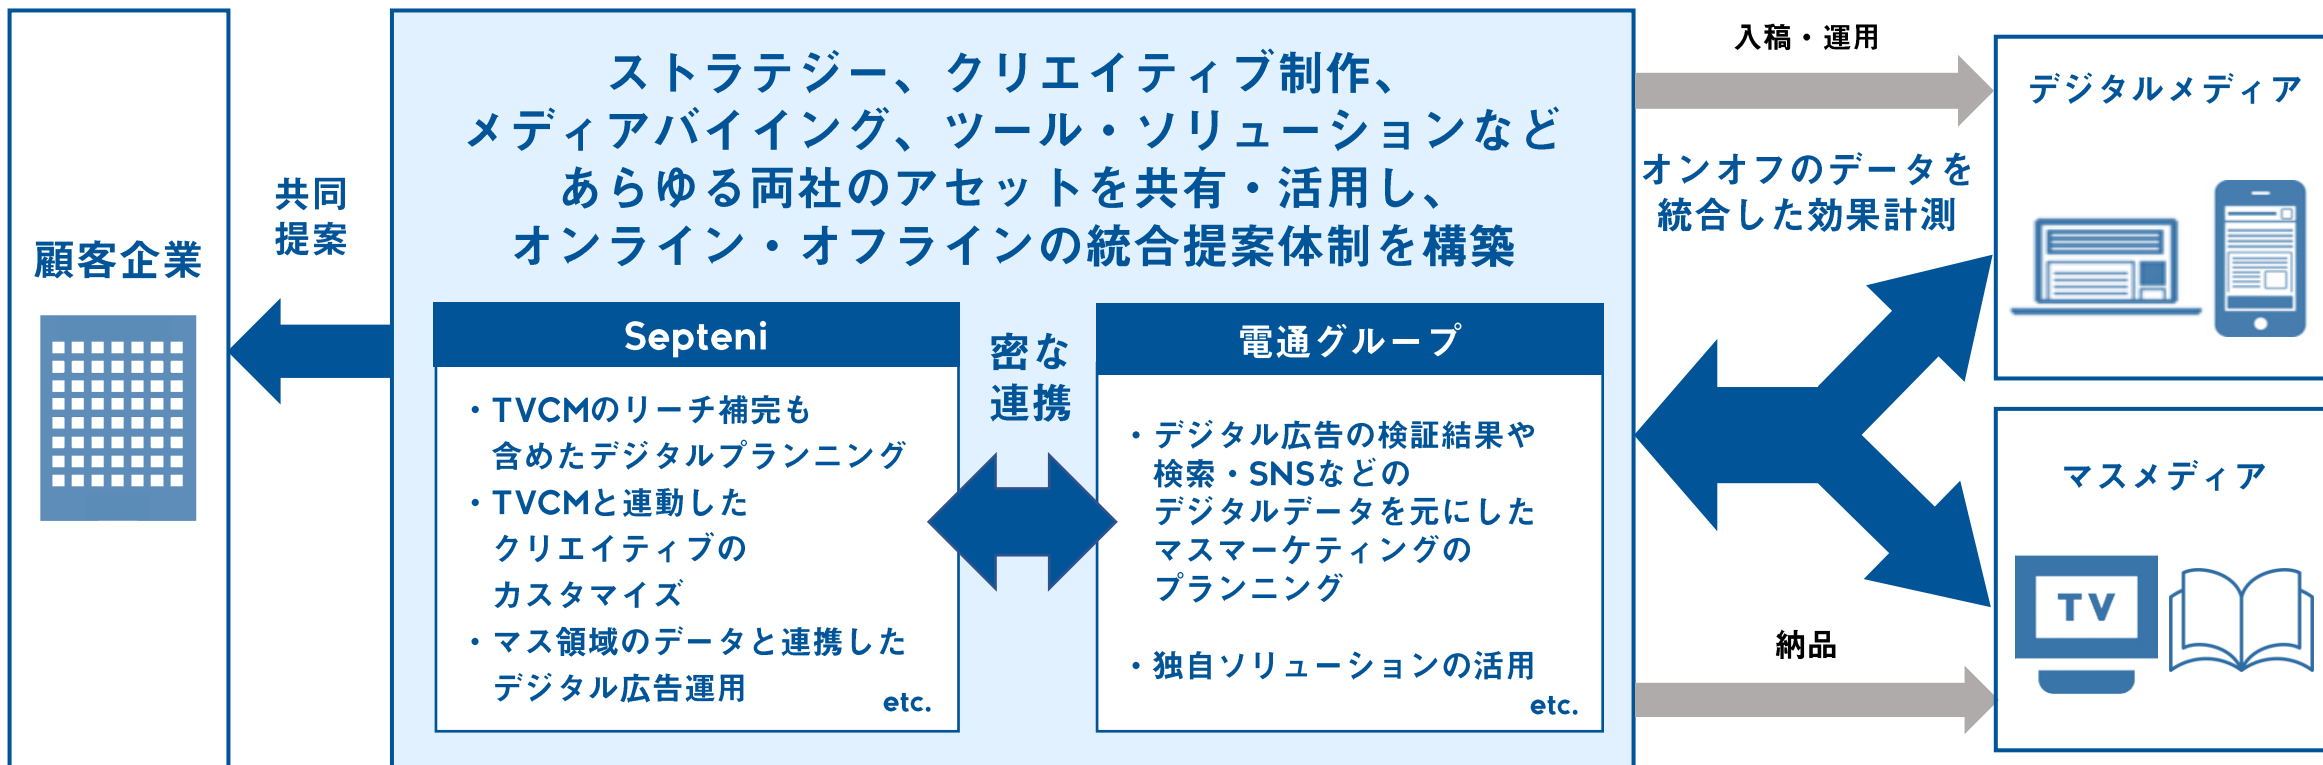 顧客企業
共同
提案
ストラテジー、クリエイティブ制作、
メディアバイイング、ツール・ソリューションなど
あらゆる両社のアセットを共有・活用し、
オンライン・オフラインの統合提案体制を構築
Septeni
・TVCMのリーチ補完も
含めたデジタルプランニング
・TVCMと連動した
クリエイティブの
カスタマイズ
・マス領域のデータと連携した
デジタル広告運用
etc.
密な
連携
電通グループ
・デジタル広告の検証結果や
検索・SNSなどの
デジタルデータを元にした
マスマーケティングの
プランニング
・独自ソリューションの活用
etc.
入稿・運用
オンオフのデータを
統合した効果計測
納品
デジタルメディア
マスメディア
TV